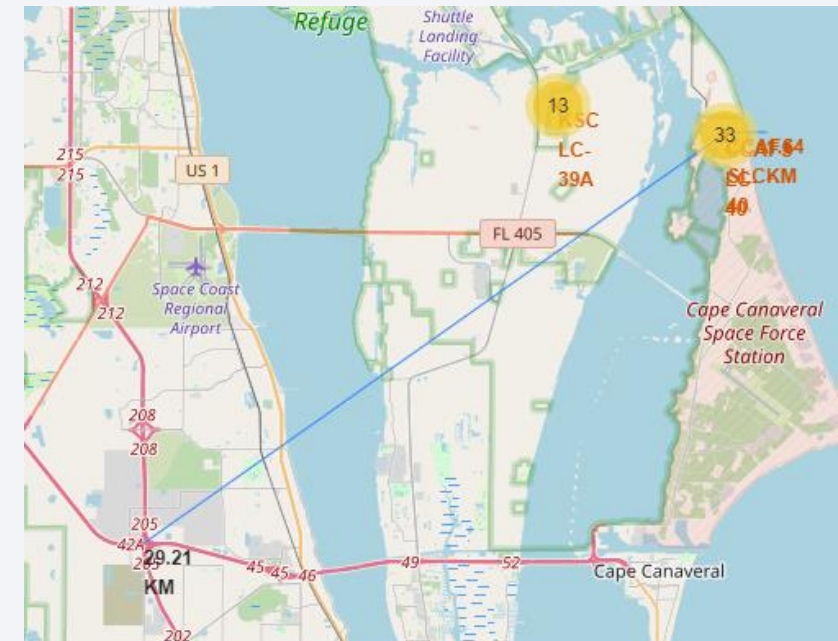 Refuge
Shuttle
Landing
Facility
13
KSC
LC-
39A
33
40
215
215
US 1
FL 405
Space Coast
Regional
Airport
212
212
Cape Canaveral
Space Force
Station
208
208
205
42A
29.21
KM
45
45
46
49
52
Cape Canaveral
202